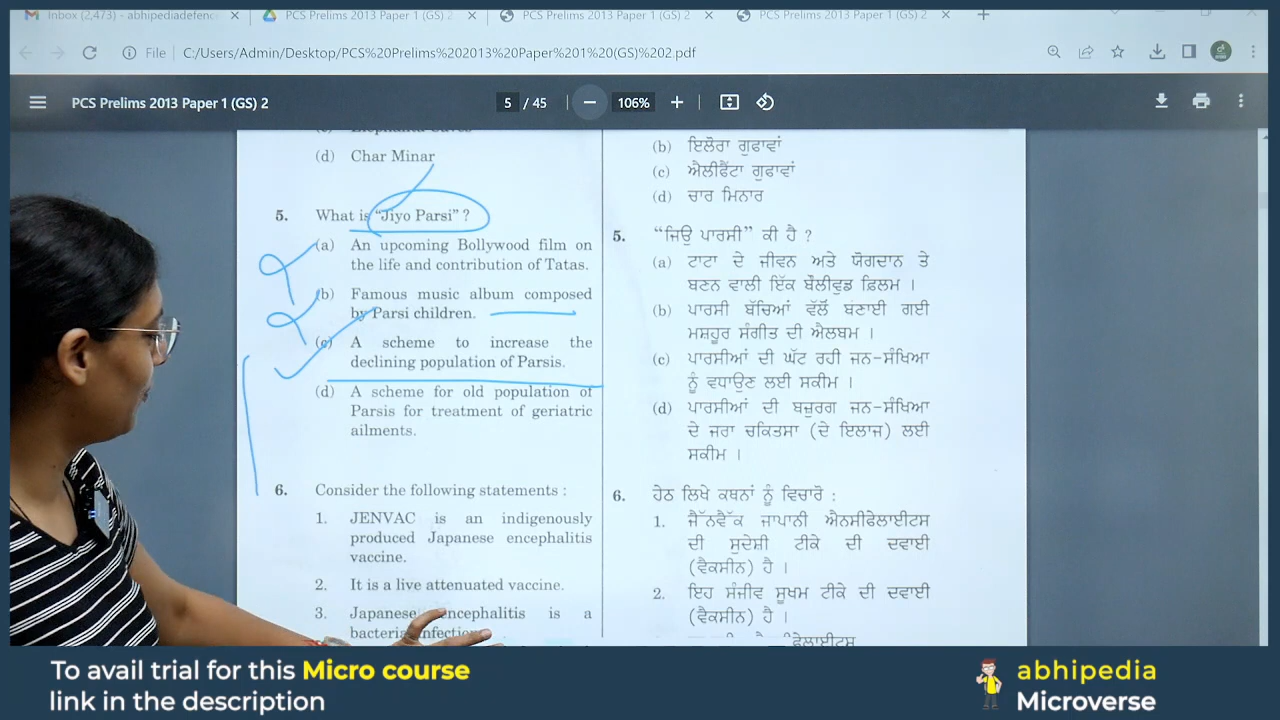 Inbox (2,473) - abhipediadefenc
PCS Prelims 2013 Paper 1 (GS) 2
PCS Prelims 2013 Paper 1 (GS) 2
PCS Prelims 2013 Paper 1 (GS) 2
File
C:/Users/Admin/Desktop/PCS%20Prelims%202013%20Paper%201%20(GS)%202.pdf
PCS Prelims 2013 Paper 1 (GS) 2
5 / 45
106%
(c) Elephanta Caves
(d) Char Minar
5. What is "Jiyo Parsi" ?
(a) An upcoming Bollywood film on
the life and contribution of Tatas.
(b) Famous music album composed
by Parsi children.
(c) A scheme to increase the
declining population of Parsis.
(d) A scheme for old population of
Parsis for treatment of geriatric
ailments.
6. Consider the following statements :
1. JENVAC is an indigenously
produced Japanese encephalitis
vaccine.
2. It is a live attenuated vaccine.
3. Japanese encephalitis is a
bacterial infection
(b) ਇਲੋਰਾ ਗੁਫਾਵਾਂ
(c) ਐਲੀਫੈਂਟਾ ਗੁਫਾਵਾਂ
(d) ਚਾਰ ਮਿਨਾਰ
5. "ਜਿਉ ਪਾਰਸੀ" ਕੀ ਹੈ ?
(a) ਟਾਟਾ ਦੇ ਜੀਵਨ ਅਤੇ ਯੋਗਦਾਨ ਤੇ
ਬਣਨ ਵਾਲੀ ਇੱਕ ਬੌਲੀਵੁਡ ਫ਼ਿਲਮ ।
(b) ਪਾਰਸੀ ਬੱਚਿਆਂ ਵੱਲੋਂ ਬਣਾਈ ਗਈ
ਮਸ਼ਹੂਰ ਸੰਗੀਤ ਦੀ ਐਲਬਮ ।
(c) ਪਾਰਸੀਆਂ ਦੀ ਘੱਟ ਰਹੀ ਜਨ-ਸੰਖਿਆ
ਨੂੰ ਵਧਾਉਣ ਲਈ ਸਕੀਮ ।
(d) ਪਾਰਸੀਆਂ ਦੀ ਬਜ਼ੁਰਗ ਜਨ-ਸੰਖਿਆ
ਦੇ ਜਰਾ ਚਕਿਤਸਾ (ਦੇ ਇਲਾਜ) ਲਈ
ਸਕੀਮ ।
6. ਹੇਠ ਲਿਖੇ ਕਥਨਾਂ ਨੂੰ ਵਿਚਾਰੋ :
1. ਜੈੱਨਵੈੱਕ ਜਾਪਾਨੀ ਐਨਸੀਫੇਲਾਈਟਸ
ਦੀ ਸੁਦੇਸ਼ੀ ਟੀਕੇ ਦੀ ਦਵਾਈ
(ਵੈਕਸੀਨ) ਹੈ ।
2. ਇਹ ਸੰਜੀਵ ਸੂਖਮ ਟੀਕੇ ਦੀ ਦਵਾਈ
(ਵੈਕਸੀਨ) ਹੈ ।
To avail trial for this Micro course
link in the description
abhipedia
Microverse